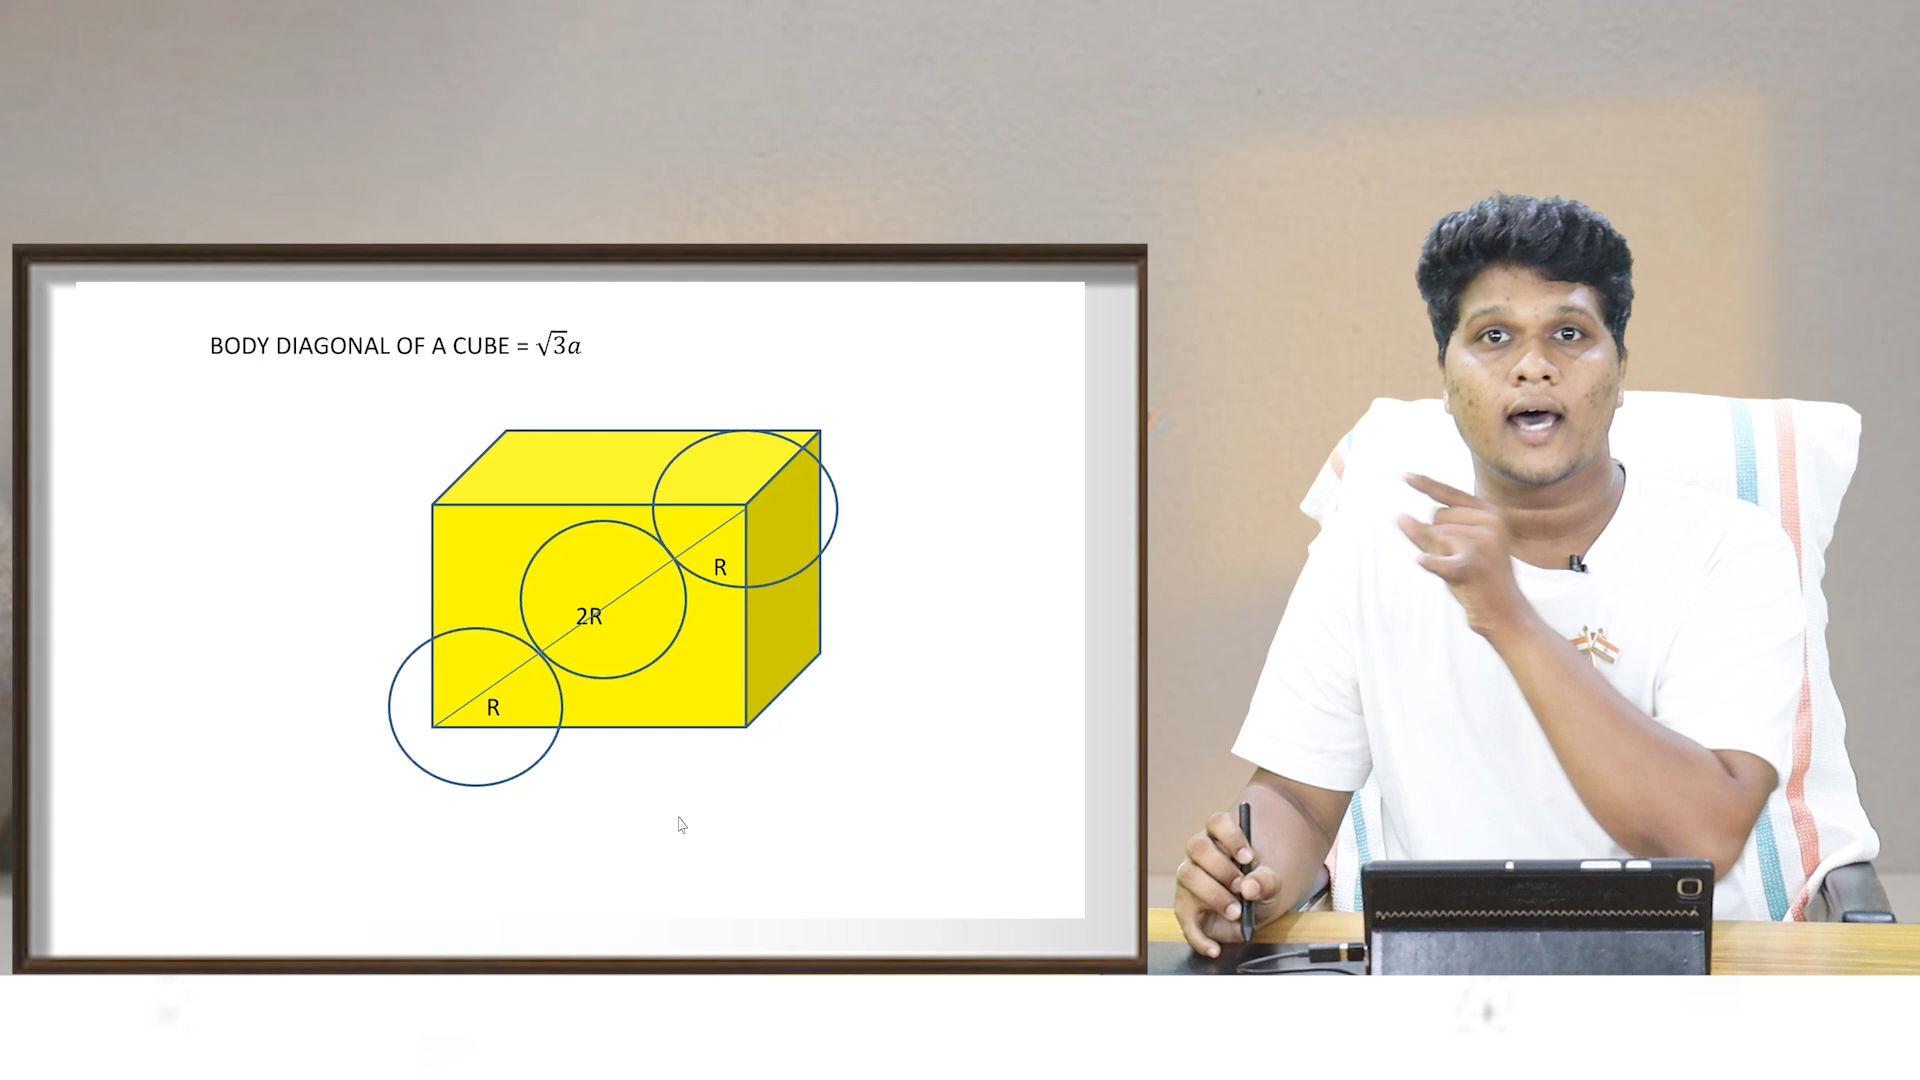 BODY DIAGONAL OF A CUBE = √3a
R
2R
R